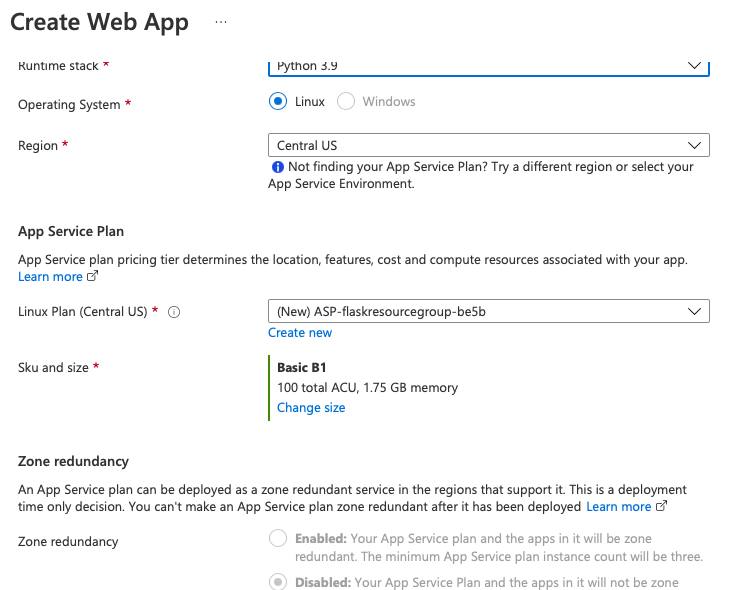 Create Web App ...
Runtime stack *
Python 3.9
Operating System *
Linux
Windows
Region *
Central US
Not finding your App Service Plan? Try a different region or select your
App Service Environment.
App Service Plan
App Service plan pricing tier determines the location, features, cost and compute resources associated with your app.
Learn more
Linux Plan (Central US) *
(New) ASP-flaskresourcegroup-be5b
Create new
Sku and size *
Basic B1
100 total ACU, 1.75 GB memory
Change size
Zone redundancy
An App Service plan can be deployed as a zone redundant service in the regions that support it. This is a deployment
time only decision. You can't make an App Service plan zone redundant after it has been deployed Learn more
Zone redundancy
Enabled: Your App Service plan and the apps in it will be zone
redundant. The minimum App Service plan instance count will be three.
Disabled: Your App Service Plan and the apps in it will not be zone